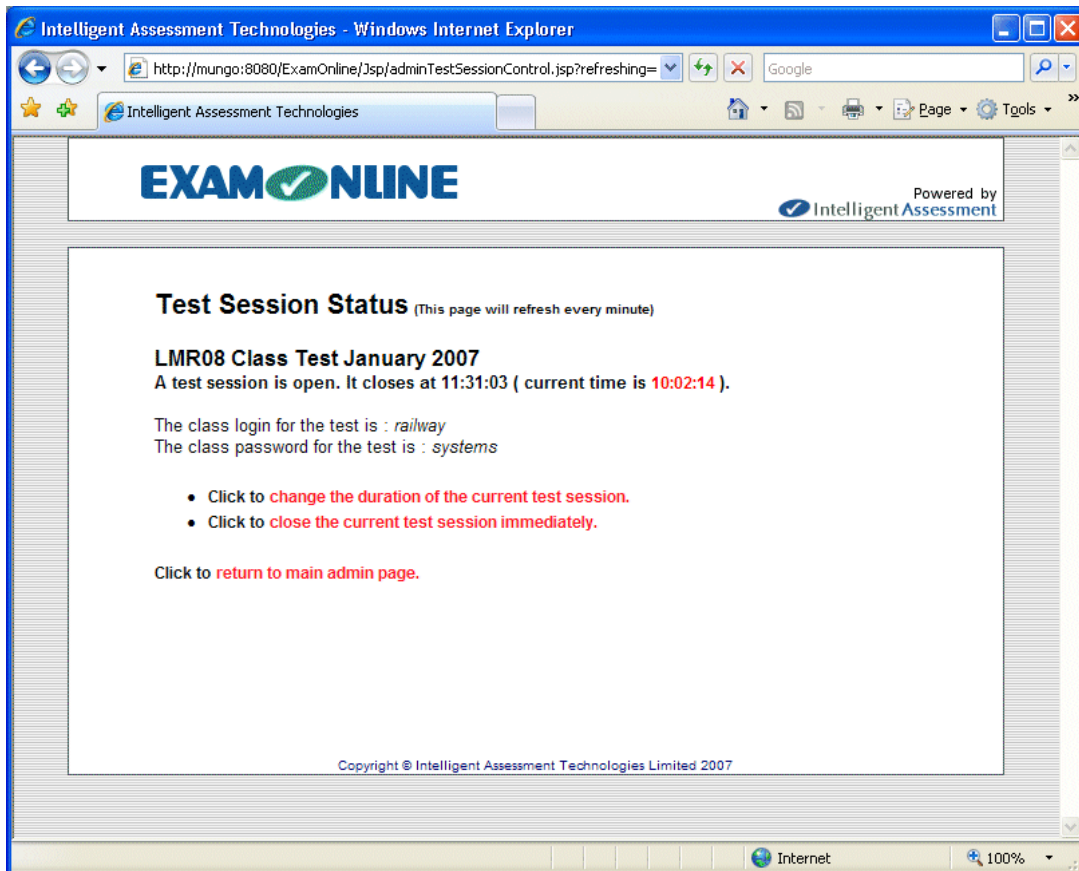 Intelligent Assessment Technologies - Windows Internet Explorer
http://mungo:8080/ExamOnline/Jsp/adminTestSessionControl.jsp?refreshing=
Google
Intelligent Assessment Technologies
Page
Tools
»
EXAMONLINE
Powered by
Intelligent Assessment
Test Session Status (This page will refresh every minute)
LMR08 Class Test January 2007
A test session is open. It closes at 11:31:03 ( current time is 10:02:14 ).
The class login for the test is : railway
The class password for the test is : systems
• Click to change the duration of the current test session.
• Click to close the current test session immediately.
Click to return to main admin page.
Copyright © Intelligent Assessment Technologies Limited 2007
Internet
100%